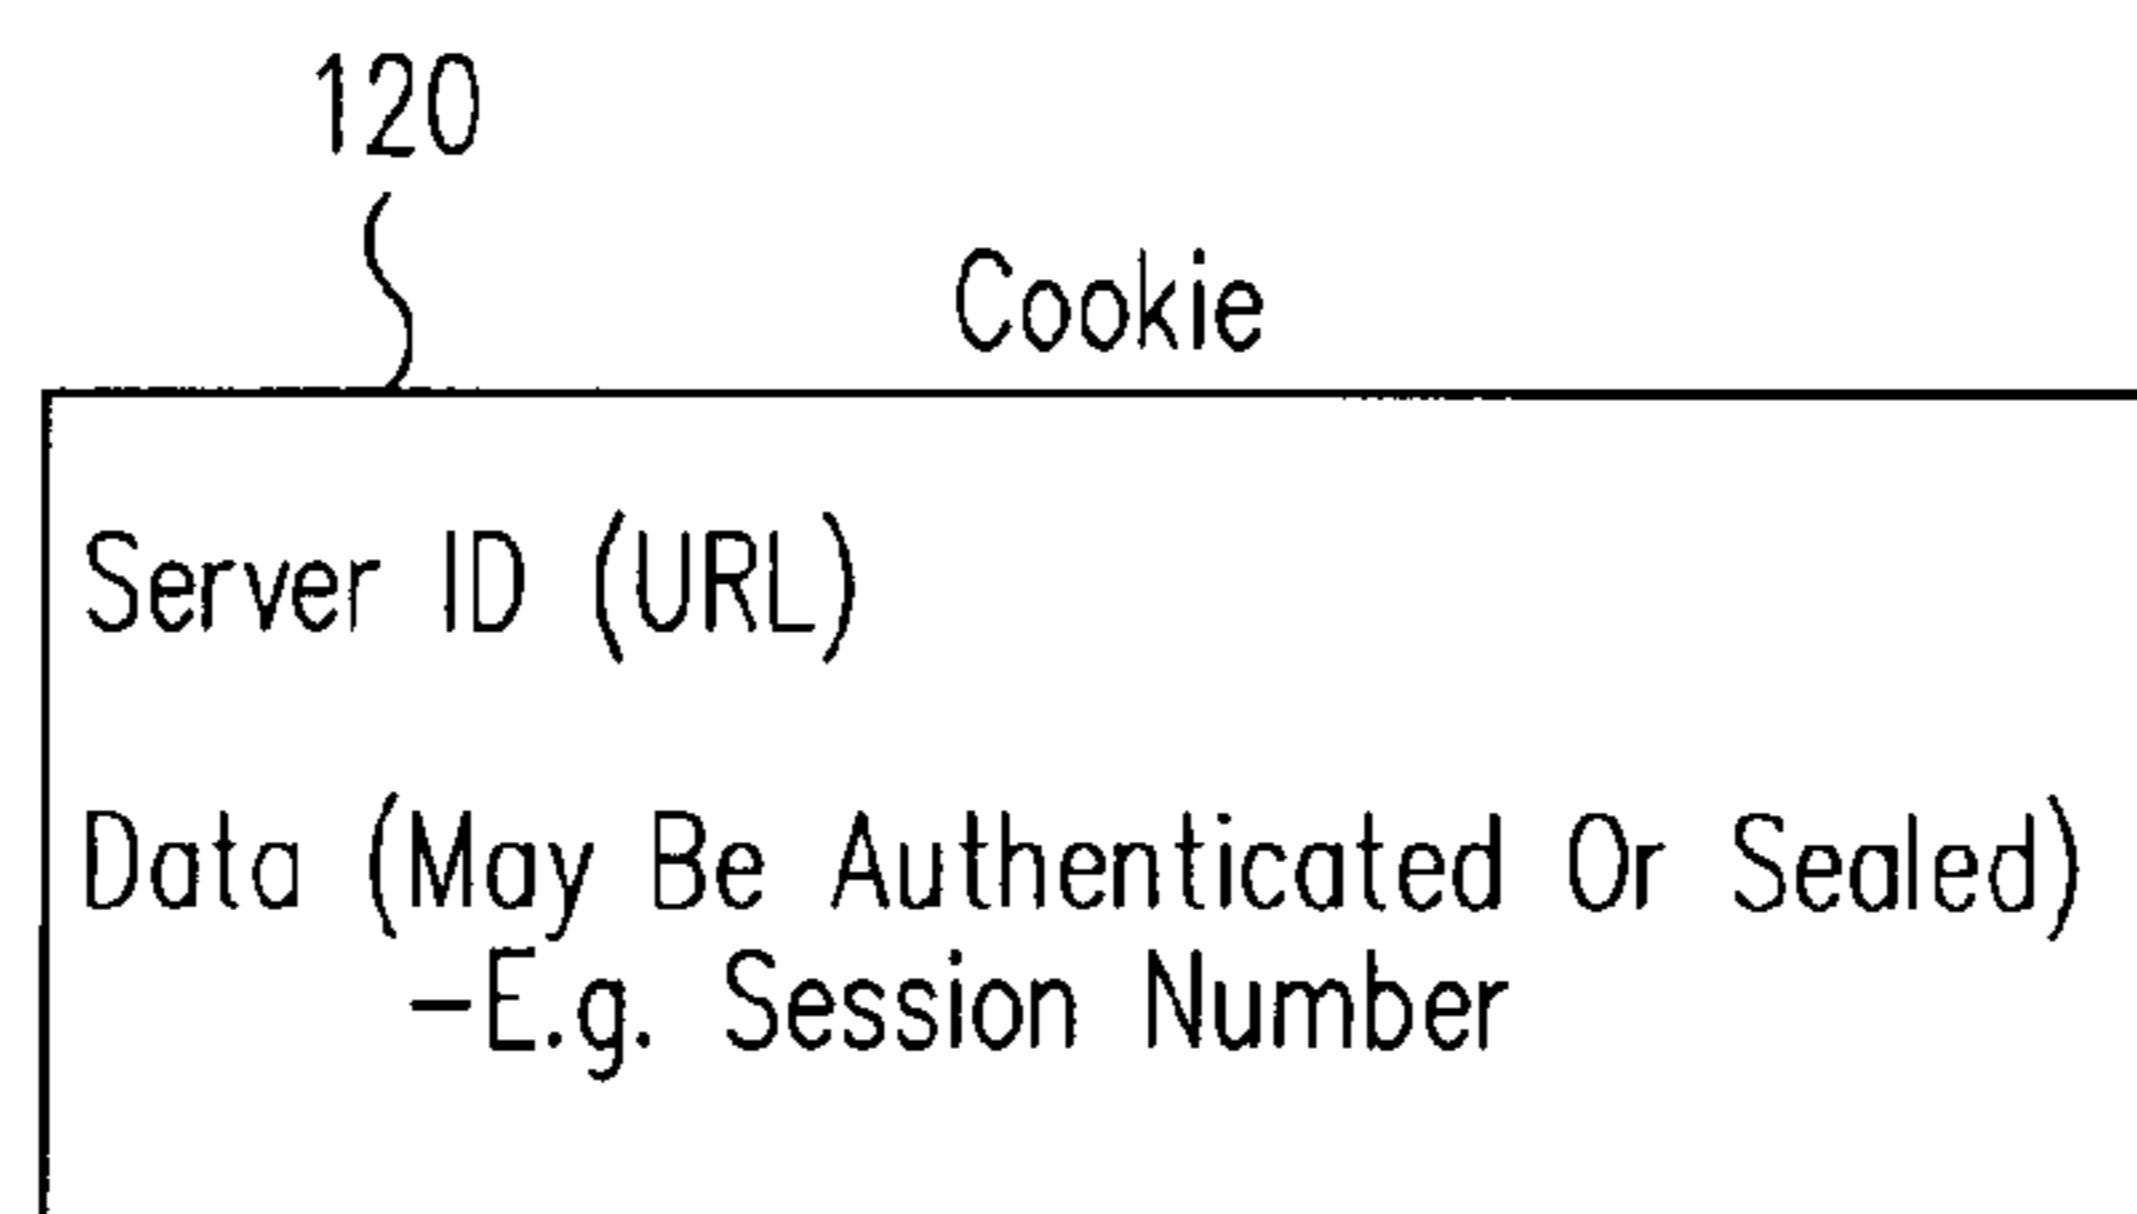 120
Cookie
Server ID (URL)
Data (May Be Authenticated Or Sealed)
-E.g. Session Number